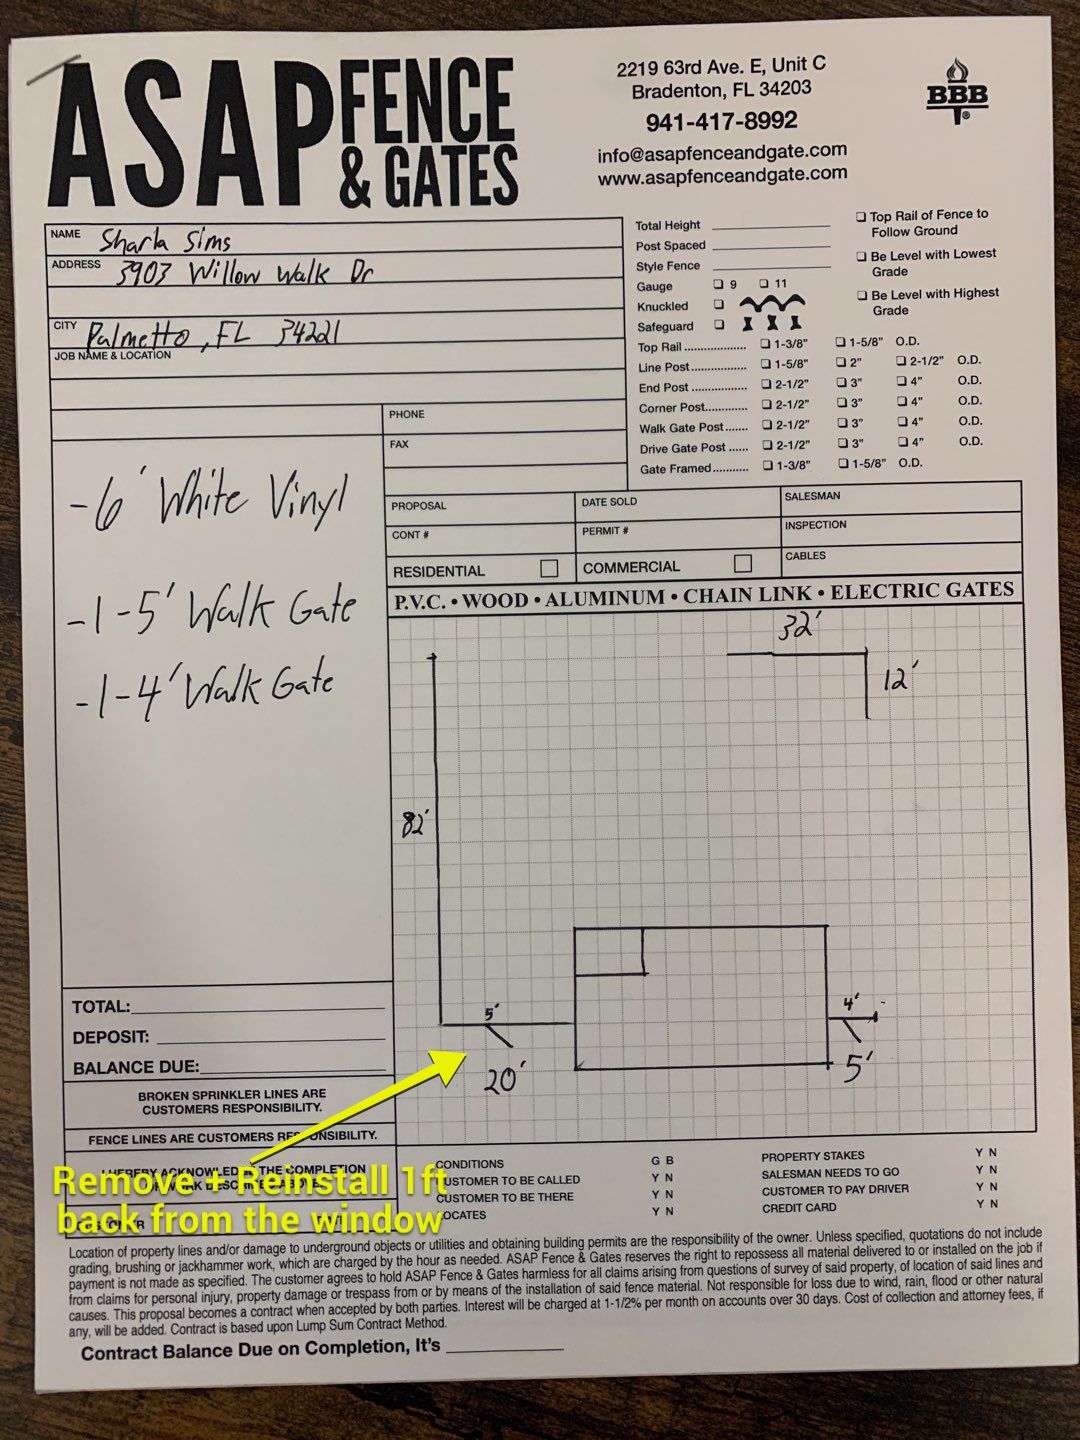 ASAP FENCE & GATES
2219 63rd Ave. E, Unit C
Bradenton, FL 34203
941-417-8992
info@asapfenceandgate.com
www.asapfenceandgate.com
BBB
®
NAME Sharla Sims
ADDRESS 3903 Willow Walk Dr
CITY Palmetto, FL 34221
JOB NAME & LOCATION
PHONE
FAX
Total Height
Post Spaced
Style Fence
Gauge 9 11
Knuckled
Safeguard
Top Rail of Fence to Follow Ground
Be Level with Lowest Grade
Be Level with Highest Grade
Top Rail 1-3/8" 1-5/8" O.D.
Line Post 1-5/8" 2" 2-1/2" O.D.
End Post 2-1/2" 3" 4" O.D.
Corner Post 2-1/2" 3" 4" O.D.
Walk Gate Post 2-1/2" 3" 4" O.D.
Drive Gate Post 2-1/2" 3" 4" O.D.
Gate Framed 1-3/8" 1-5/8" O.D.
PROPOSAL DATE SOLD SALESMAN
CONT # PERMIT # INSPECTION
RESIDENTIAL COMMERCIAL CABLES
P.V.C. • WOOD • ALUMINUM • CHAIN LINK • ELECTRIC GATES
-6' White Vinyl
-1-5' Walk Gate
-1-4' Walk Gate
32'
12'
82'
5'
20'
4'
5'
TOTAL:
DEPOSIT:
BALANCE DUE:
BROKEN SPRINKLER LINES ARE
CUSTOMERS RESPONSIBILITY.
FENCE LINES ARE CUSTOMERS RESPONSIBILITY.
I HEREBY ACKNOWLEDGE THE COMPLETION
OF WORK DESCRIBED ABOVE
CUSTOMER
Remove + Reinstall 1ft
back from the window
CONDITIONS G B
CUSTOMER TO BE CALLED Y N
CUSTOMER TO BE THERE Y N
LOCATES Y N
PROPERTY STAKES Y N
SALESMAN NEEDS TO GO Y N
CUSTOMER TO PAY DRIVER Y N
CREDIT CARD Y N
Location of property lines and/or damage to underground objects or utilities and obtaining building permits are the responsibility of the owner. Unless specified, quotations do not include
grading, brushing or jackhammer work, which are charged by the hour as needed. ASAP Fence & Gates reserves the right to repossess all material delivered to or installed on the job if
payment is not made as specified. The customer agrees to hold ASAP Fence & Gates harmless for all claims arising from questions of survey of said property, of location of said lines and
from claims for personal injury, property damage or trespass from or by means of the installation of said fence material. Not responsible for loss due to wind, rain, flood or other natural
causes. This proposal becomes a contract when accepted by both parties. Interest will be charged at 1-1/2% per month on accounts over 30 days. Cost of collection and attorney fees, if
any, will be added. Contract is based upon Lump Sum Contract Method.
Contract Balance Due on Completion, It's